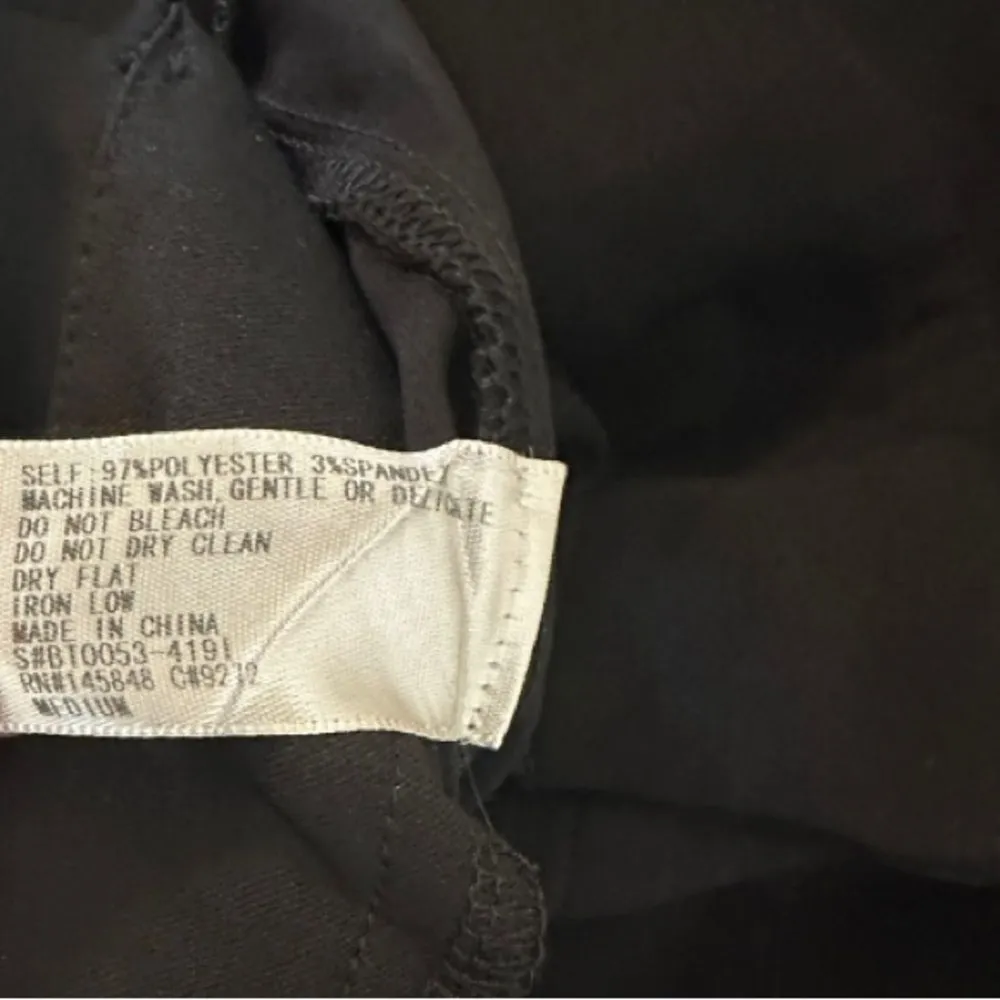 SELF:97%POLYESTER 3%SPANDEX
MACHINE WASH, GENTLE OR DELICATE
DO NOT BLEACH
DO NOT DRY CLEAN
DRY FLAT
IRON LOW
MADE IN CHINA
S#BT0053-4191
RN#145848
MEDIUM